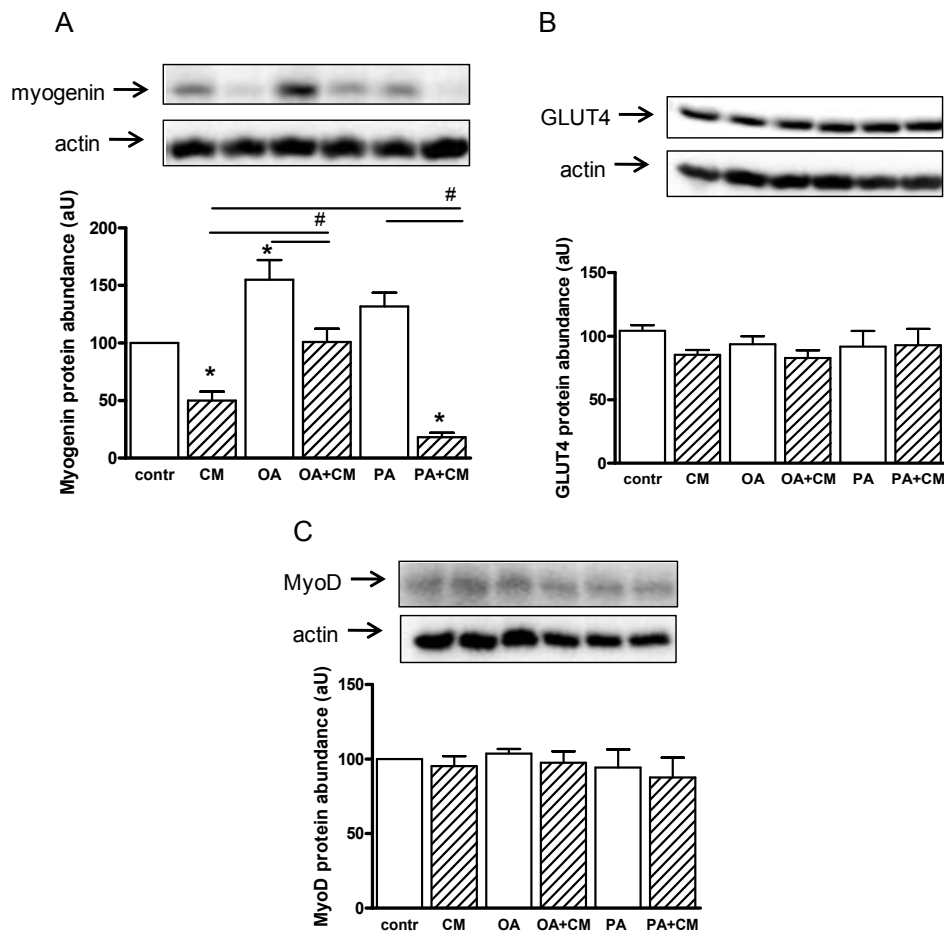 A
myogenin
actin
#
#
Myogenin protein abundance (aU)
200
150
100
50
0
*
*
*
contr CM OA OA+CM PA PA+CM
B
GLUT4
actin
GLUT4 protein abundance (aU)
150
100
50
0
contr CM OA OA+CM PA PA+CM
C
MyoD
actin
MyoD protein abundance (aU)
150
100
50
0
contr CM OA OA+CM PA PA+CM